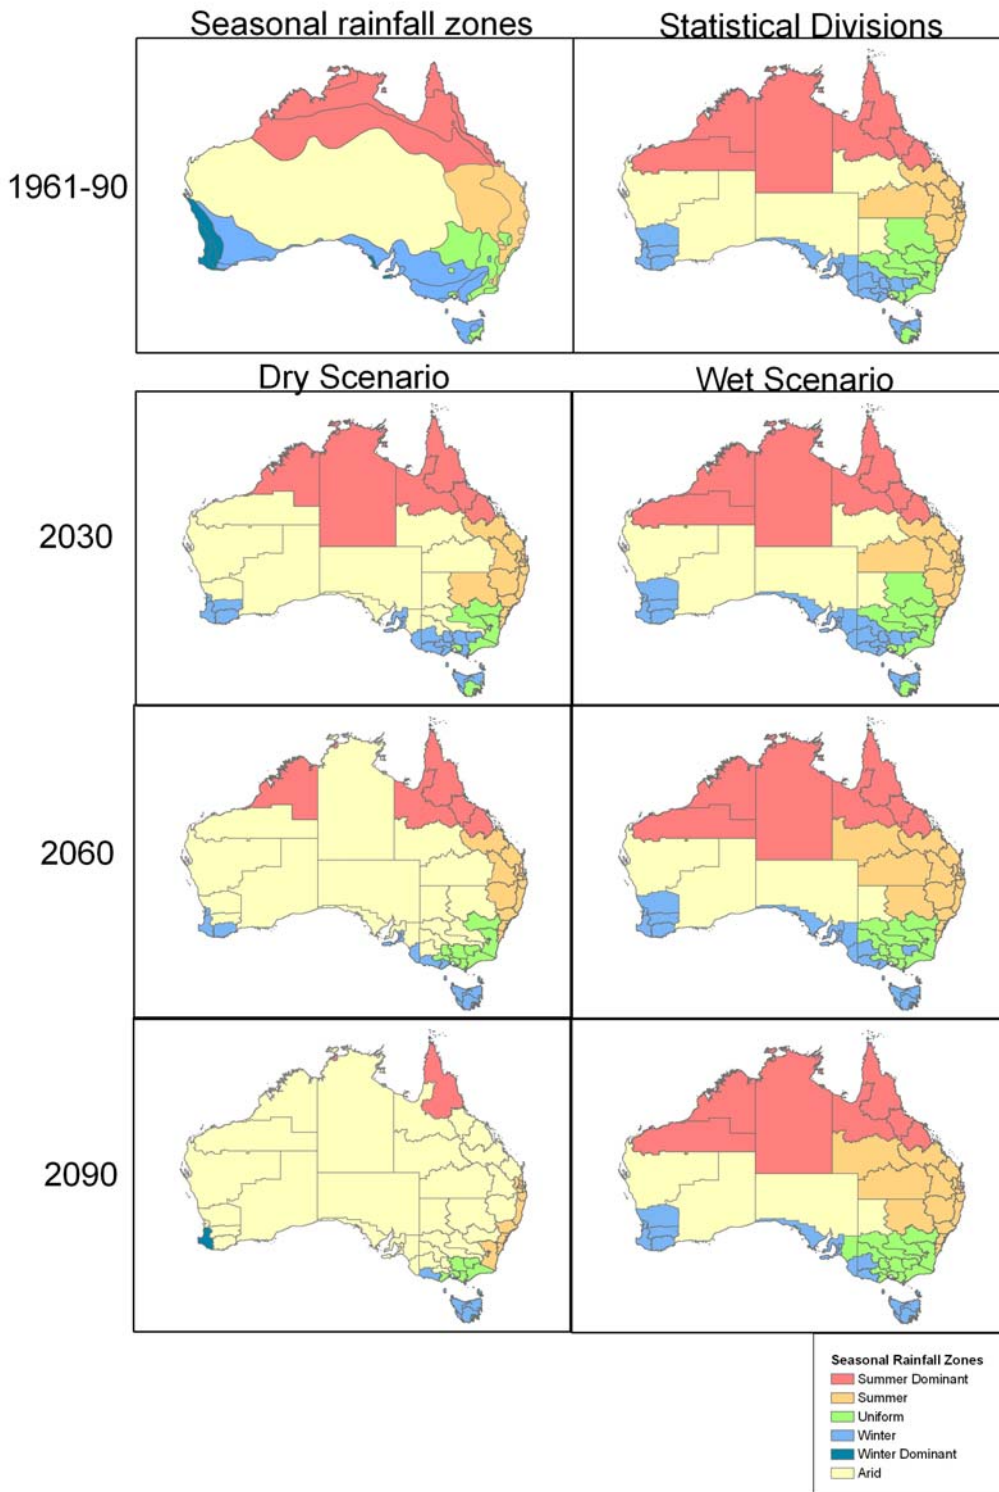 Seasonal rainfall zones
Statistical Divisions
1961-90
Dry Scenario
Wet Scenario
2030
2060
2090
Seasonal Rainfall Zones
Summer Dominant
Summer
Uniform
Winter
Winter Dominant
Arid